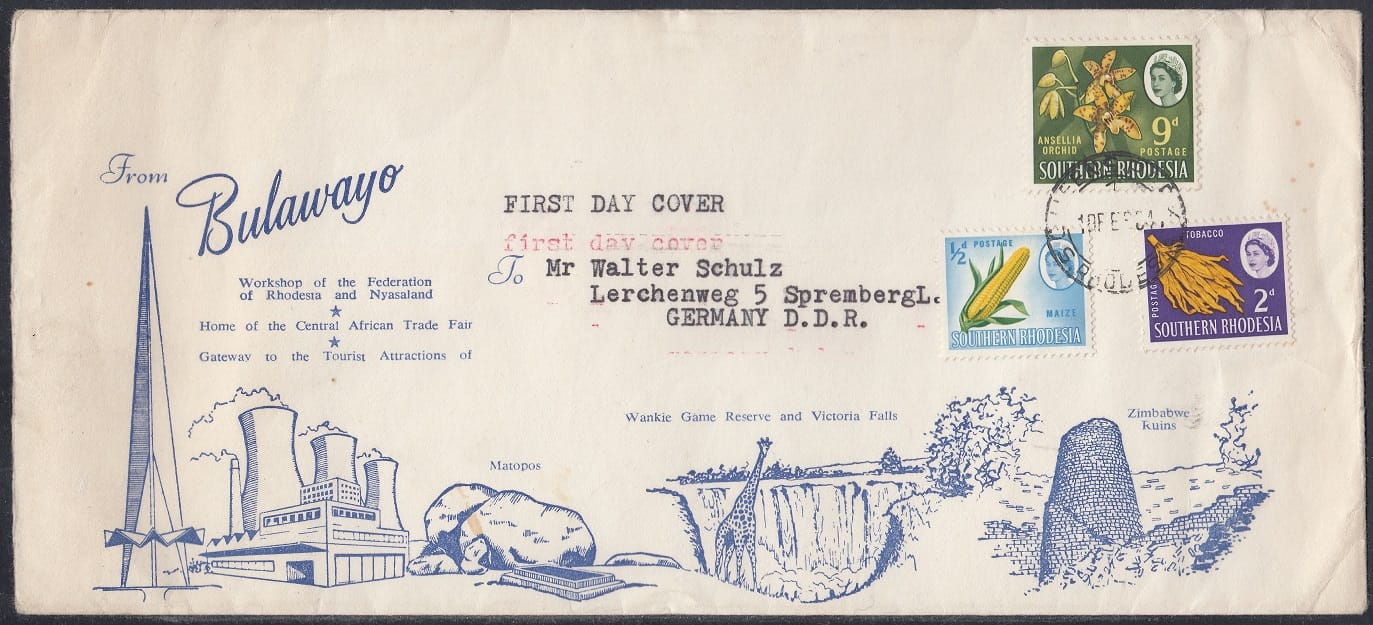 From
Bulawayo
Workshop of the Federation
of Rhodesia and Nyasaland
Home of the Central African Trade Fair
Gateway to the Tourist Attractions of
FIRST DAY COVER
first day cover
To Mr Walter Schulz
Lerchenweg 5 SprembergL.
GERMANY D.D.R.
ANSELLIA
ORCHID
9d
POSTAGE
SOUTHERN RHODESIA
½d POSTAGE
MAIZE
SOUTHERN RHODESIA
TOBACCO
POSTAGE
2d
SOUTHERN RHODESIA
Matopos
Wankie Game Reserve and Victoria Falls
Zimbabwe
Ruins